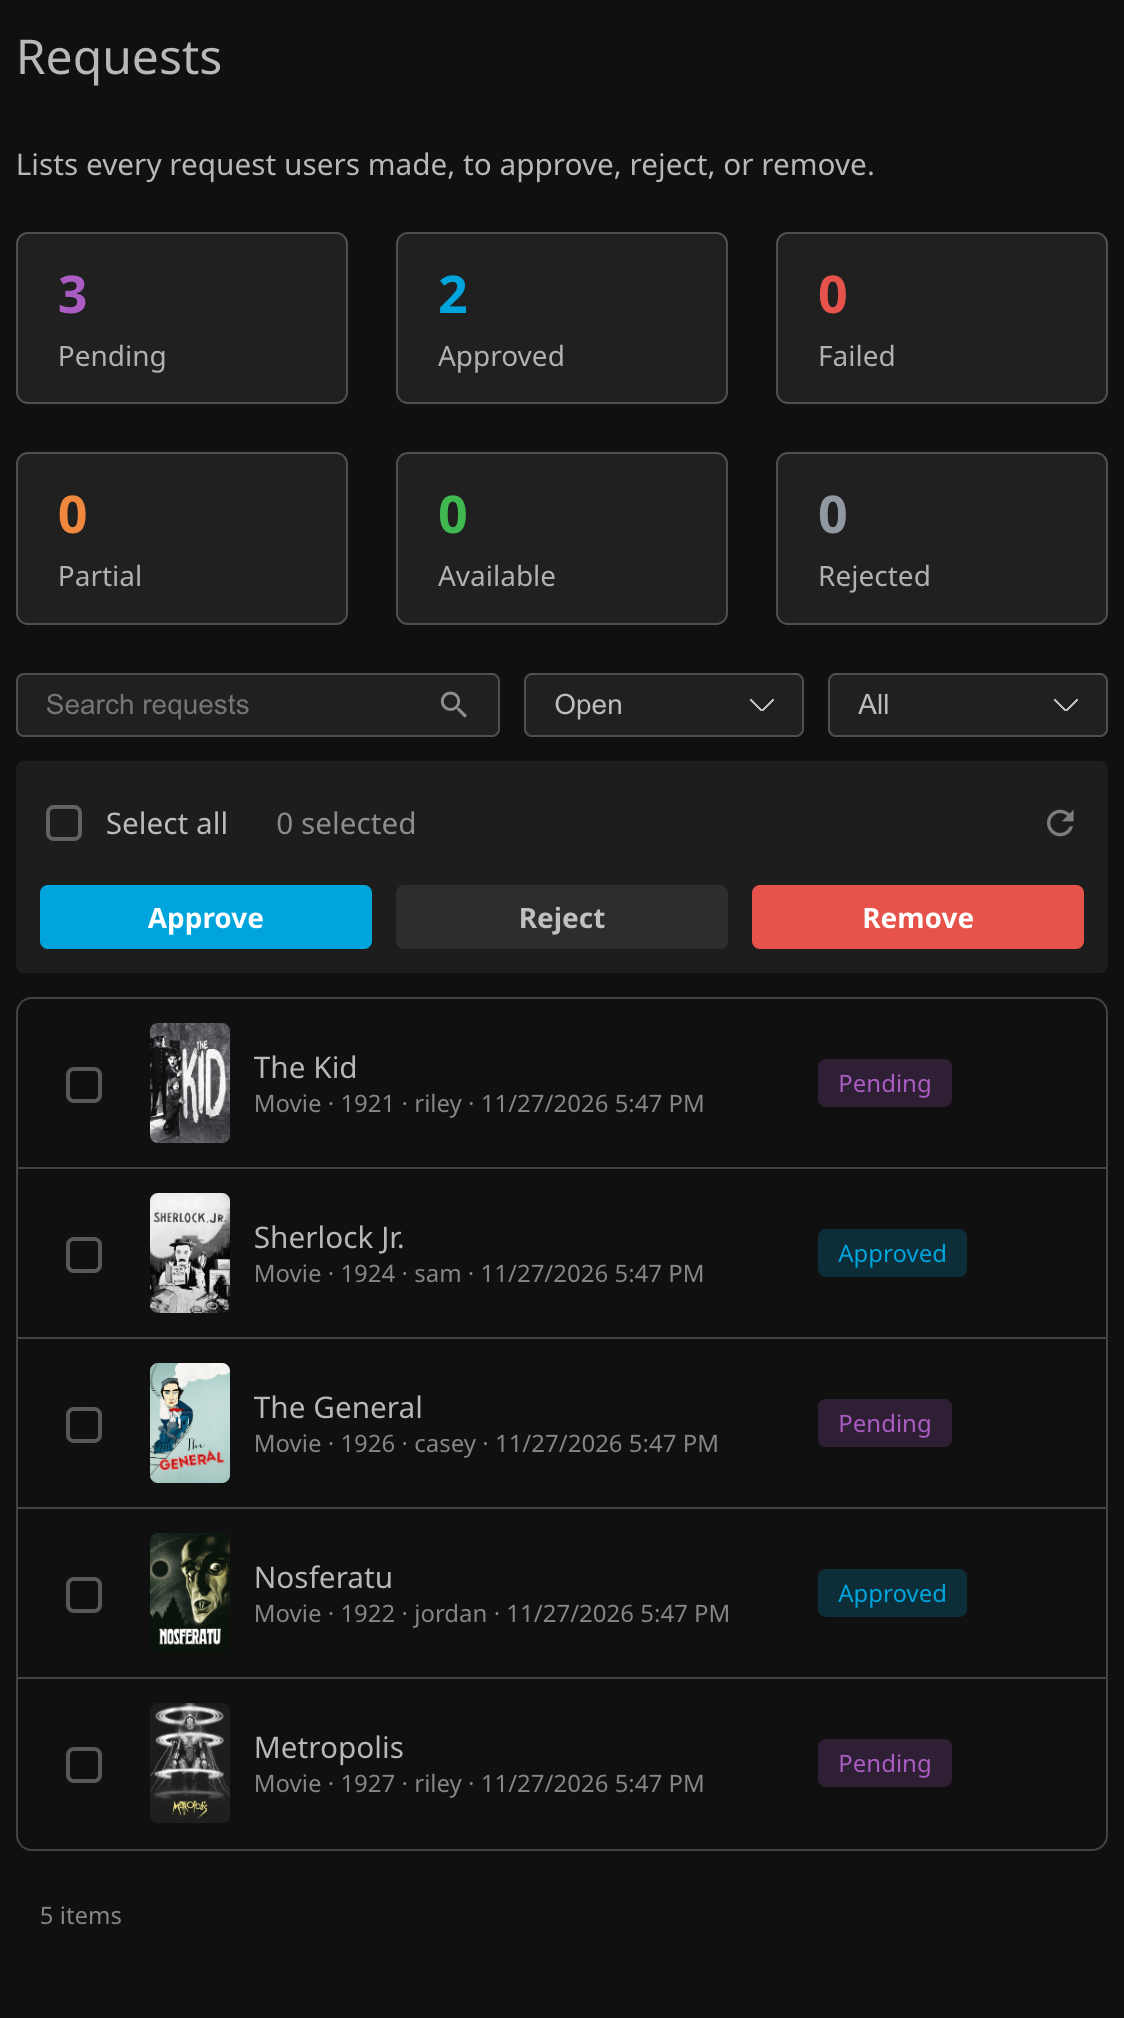 Requests
Lists every request users made, to approve, reject, or remove.
3
Pending
2
Approved
0
Failed
0
Partial
0
Available
0
Rejected
Search requests
Open
All
Select all
0 selected
Approve
Reject
Remove
THE
KID
The Kid
Movie · 1921 · riley · 11/27/2026 5:47 PM
Pending
SHERLOCK, JR.
Sherlock Jr.
Movie · 1924 · sam · 11/27/2026 5:47 PM
Approved
The
GENERAL
The General
Movie · 1926 · casey · 11/27/2026 5:47 PM
Pending
NOSFERATU
Nosferatu
Movie · 1922 · jordan · 11/27/2026 5:47 PM
Approved
METROPOLIS
Metropolis
Movie · 1927 · riley · 11/27/2026 5:47 PM
Pending
5 items